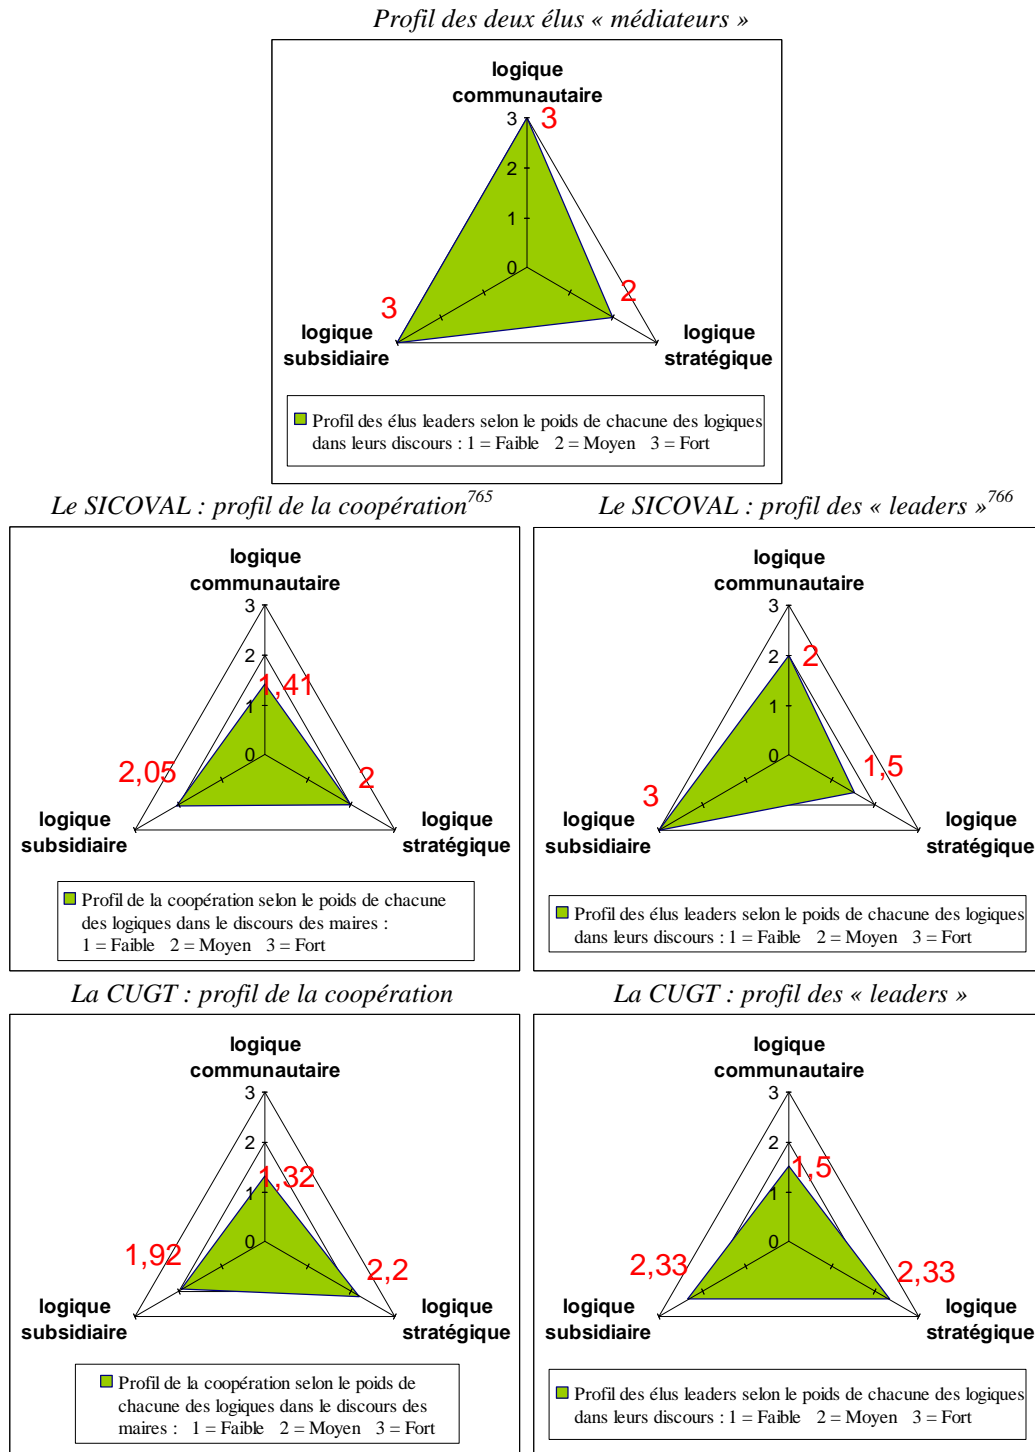 Profil des deux élus « médiateurs »
logique
communautaire
3
3
2
1
0
3
2
logique
subsidiaire
logique
stratégique
Profil des élus leaders selon le poids de chacune des logiques
dans leurs discours : 1 = Faible 2 = Moyen 3 = Fort
Le SICOVAL : profil de la coopération765
logique
communautaire
3
2
1,41
1
0
2,05
2
logique
subsidiaire
logique
stratégique
Profil de la coopération selon le poids de chacune
des logiques dans le discours des maires :
1 = Faible 2 = Moyen 3 = Fort
Le SICOVAL : profil des « leaders »766
logique
communautaire
3
2
2
1
0
3
1,5
logique
subsidiaire
logique
stratégique
Profil des élus leaders selon le poids de chacune des logiques
dans leurs discours : 1 = Faible 2 = Moyen 3 = Fort
La CUGT : profil de la coopération
logique
communautaire
3
2
1,32
1
0
1,92
2,2
logique
subsidiaire
logique
stratégique
Profil de la coopération selon le poids de
chacune des logiques dans le discours des
maires : 1 = Faible 2 = Moyen 3 = Fort
La CUGT : profil des « leaders »
logique
communautaire
3
2
1,5
1
0
2,33
2,33
logique
subsidiaire
logique
stratégique
Profil des élus leaders selon le poids de chacune des logiques
dans leurs discours : 1 = Faible 2 = Moyen 3 = Fort